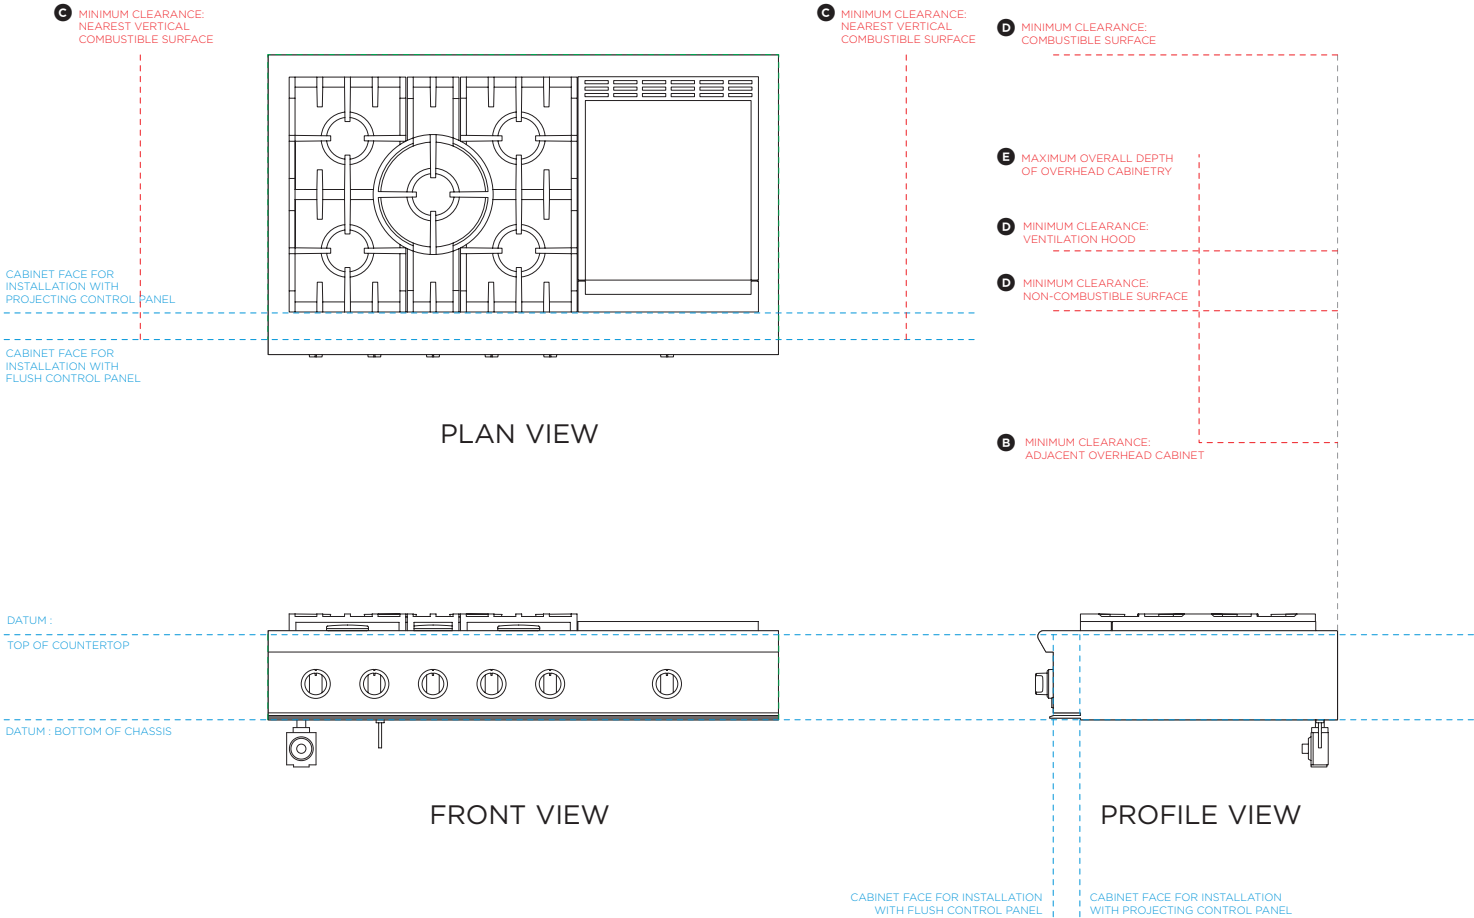 C MINIMUM CLEARANCE:
NEAREST VERTICAL
COMBUSTIBLE SURFACE
C MINIMUM CLEARANCE:
NEAREST VERTICAL
COMBUSTIBLE SURFACE
D MINIMUM CLEARANCE:
COMBUSTIBLE SURFACE
E MAXIMUM OVERALL DEPTH
OF OVERHEAD CABINETRY
D MINIMUM CLEARANCE:
VENTILATION HOOD
D MINIMUM CLEARANCE:
NON-COMBUSTIBLE SURFACE
B MINIMUM CLEARANCE:
ADJACENT OVERHEAD CABINET
CABINET FACE FOR
INSTALLATION WITH
PROJECTING CONTROL PANEL
CABINET FACE FOR
INSTALLATION WITH
FLUSH CONTROL PANEL
PLAN VIEW
DATUM :
TOP OF COUNTERTOP
DATUM : BOTTOM OF CHASSIS
FRONT VIEW
PROFILE VIEW
CABINET FACE FOR INSTALLATION
WITH FLUSH CONTROL PANEL
CABINET FACE FOR INSTALLATION
WITH PROJECTING CONTROL PANEL